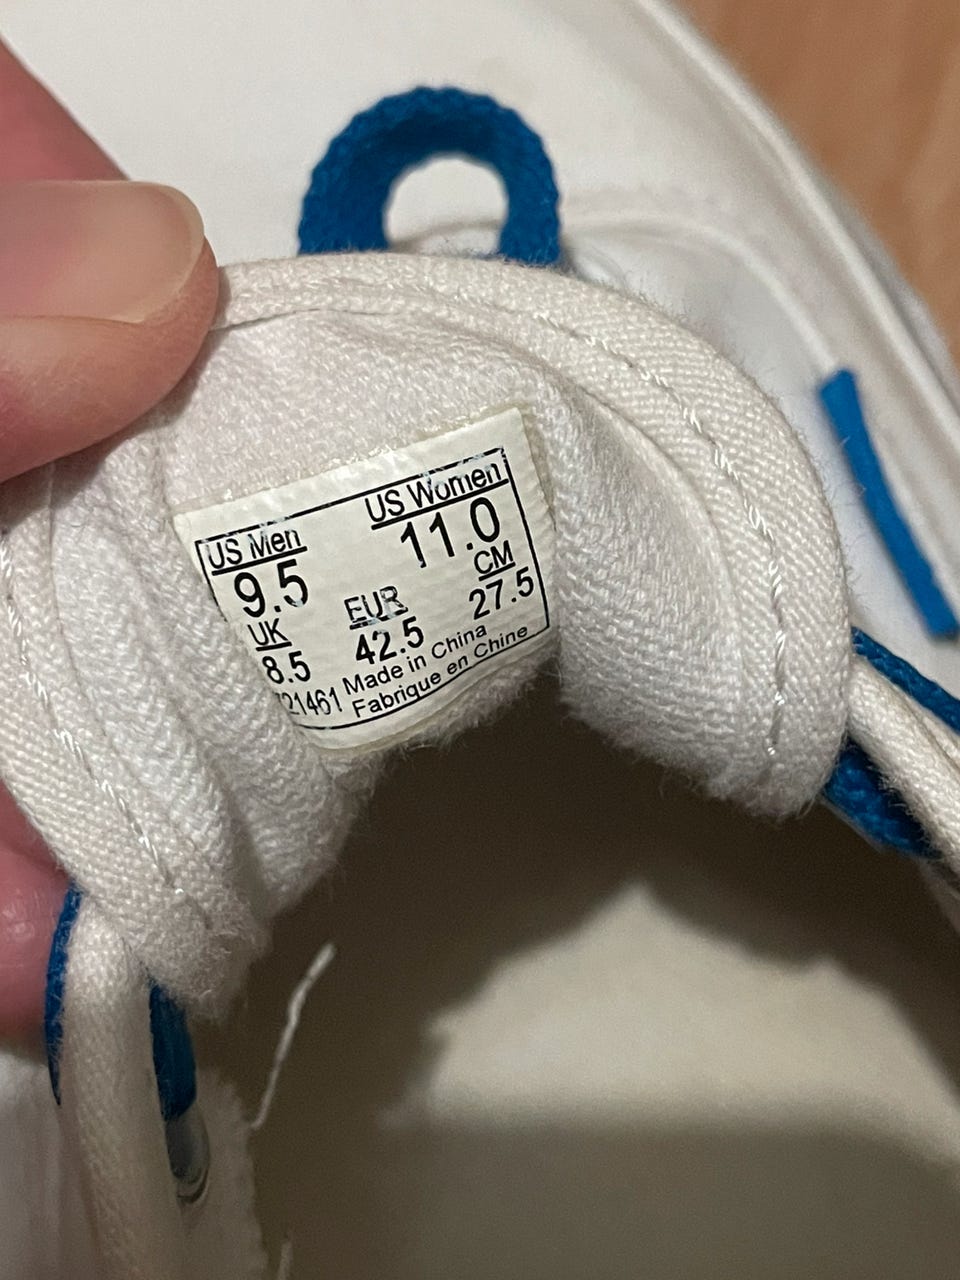 US Men US Women
9.5 11.0
UK EUR CM
8.5 42.5 27.5
21461 Made in China
Fabrique en Chine